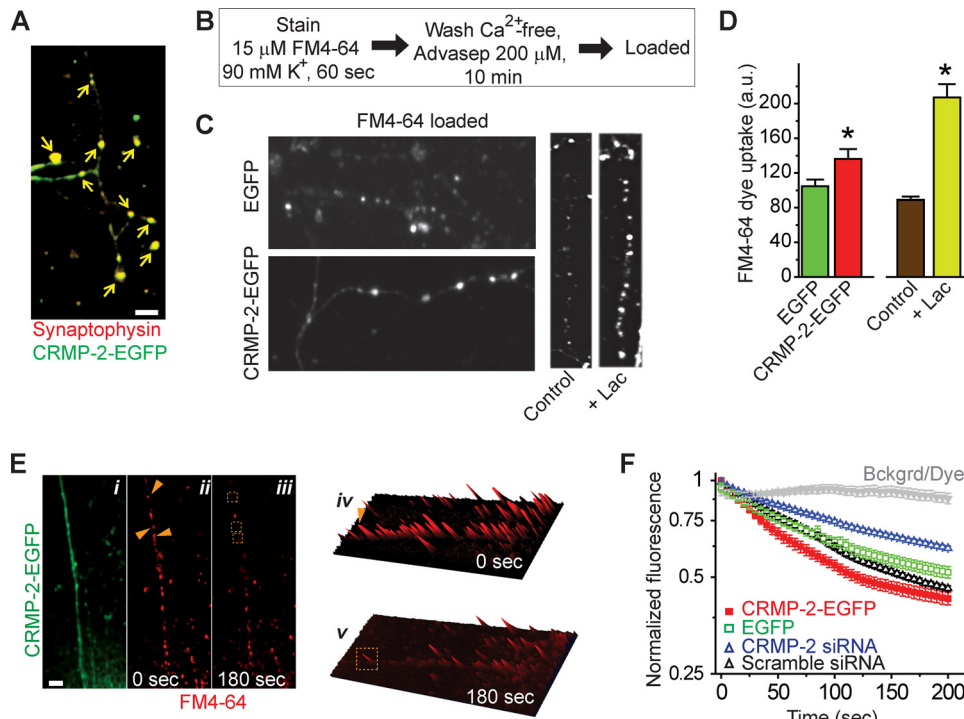 A
Synaptophysin
CRMP-2-EGFP
B
Stain
15 μM FM4-64
90 mM K+, 60 sec
Wash Ca2+-free,
Advasep 200 μM,
10 min
Loaded
C
FM4-64 loaded
EGFP
CRMP-2-EGFP
Control
+ Lac
D
FM4-64 dye uptake (a.u.)
200
160
120
80
40
0
EGFP
CRMP-2-EGFP
Control
+ Lac
*
*
E
CRMP-2-EGFP
i
ii
iii
0 sec
180 sec
FM4-64
iv
0 sec
v
180 sec
F
Normalized fluorescence
1
0.75
0.5
0.25
Bckgrd/Dye
CRMP-2-EGFP
EGFP
CRMP-2 siRNA
Scramble siRNA
0 50 100 150 200
Time (sec)